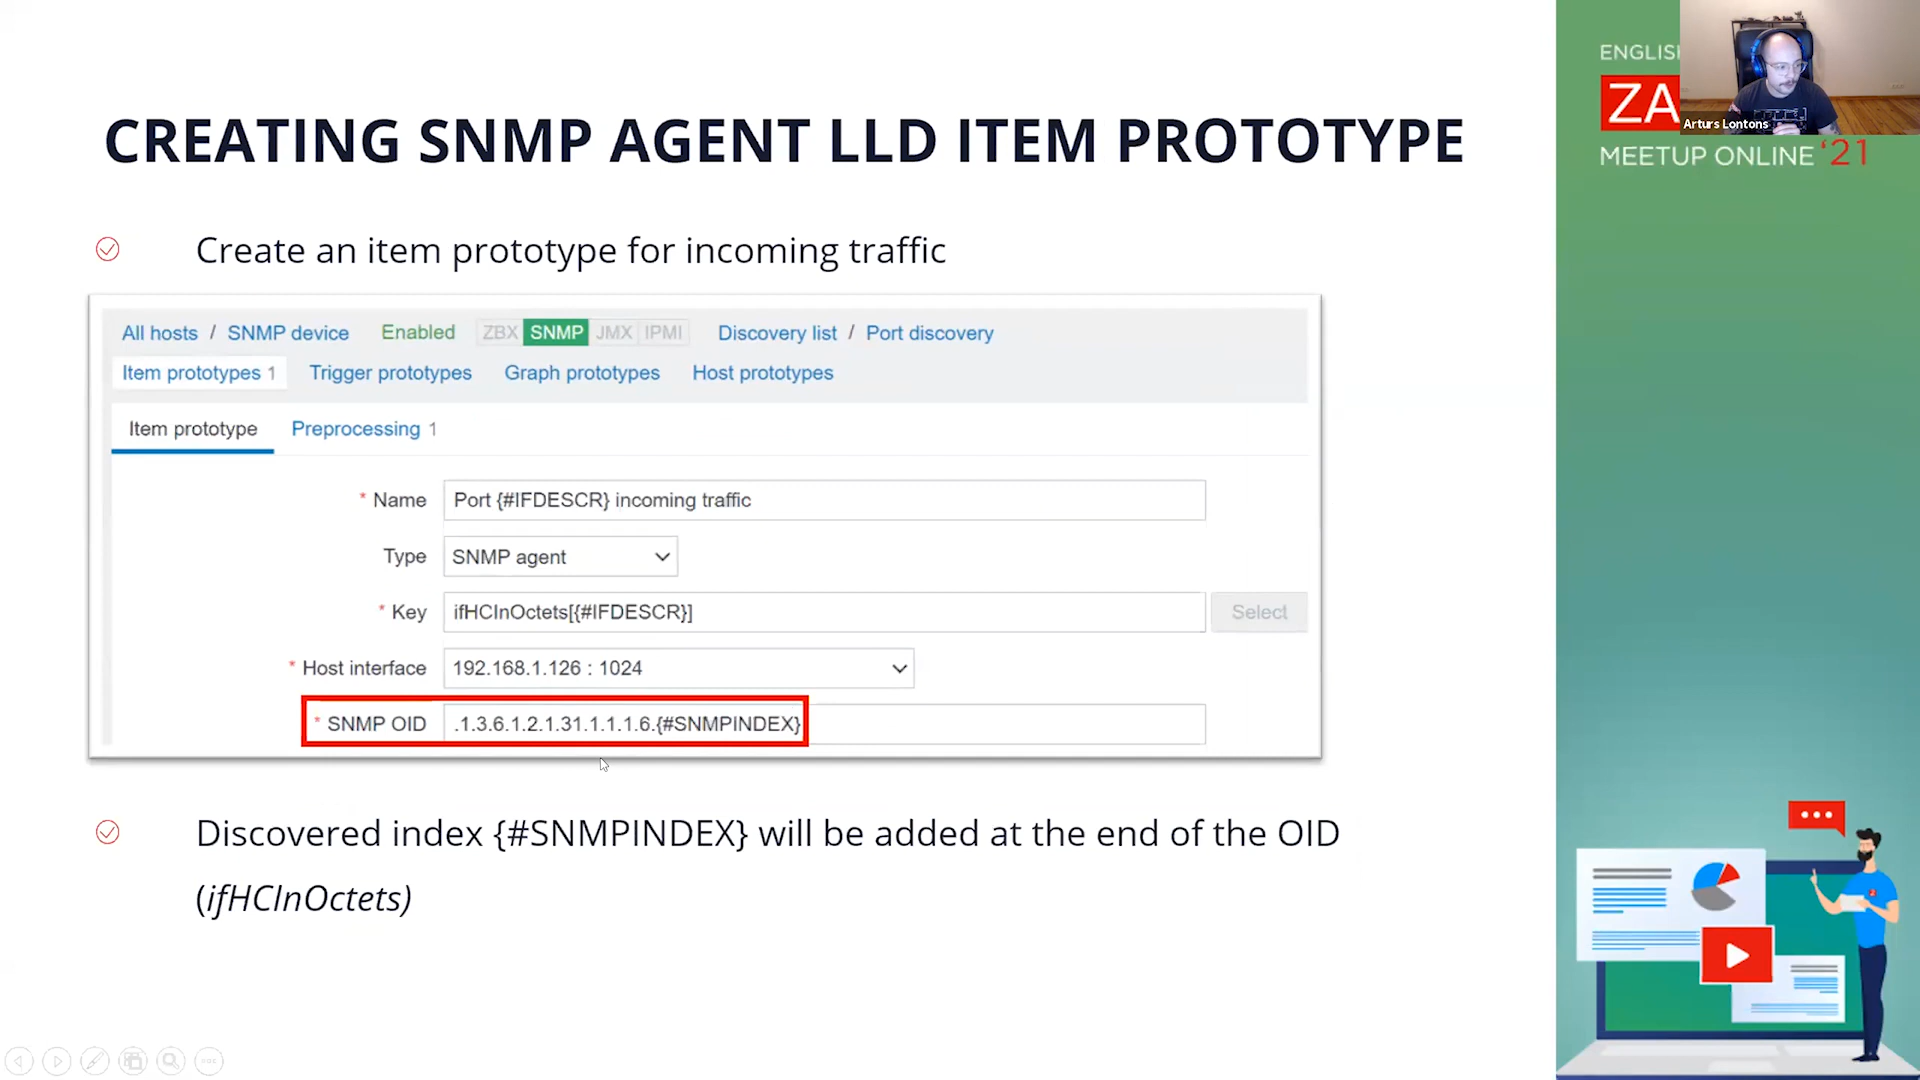 ENGLIS
ZA
Arturs Lontons
MEETUP ONLINE '21
CREATING SNMP AGENT LLD ITEM PROTOTYPE
Create an item prototype for incoming traffic
All hosts / SNMP device Enabled ZBX SNMP JMX IPMI Discovery list / Port discovery
Item prototypes 1 Trigger prototypes Graph prototypes Host prototypes
Item prototype Preprocessing 1
* Name Port {#IFDESCR} incoming traffic
Type SNMP agent
* Key ifHCInOctets[{#IFDESCR}] Select
* Host interface 192.168.1.126 : 1024
* SNMP OID .1.3.6.1.2.1.31.1.1.1.6.{#SNMPINDEX}
Discovered index {#SNMPINDEX} will be added at the end of the OID
(ifHCInOctets)